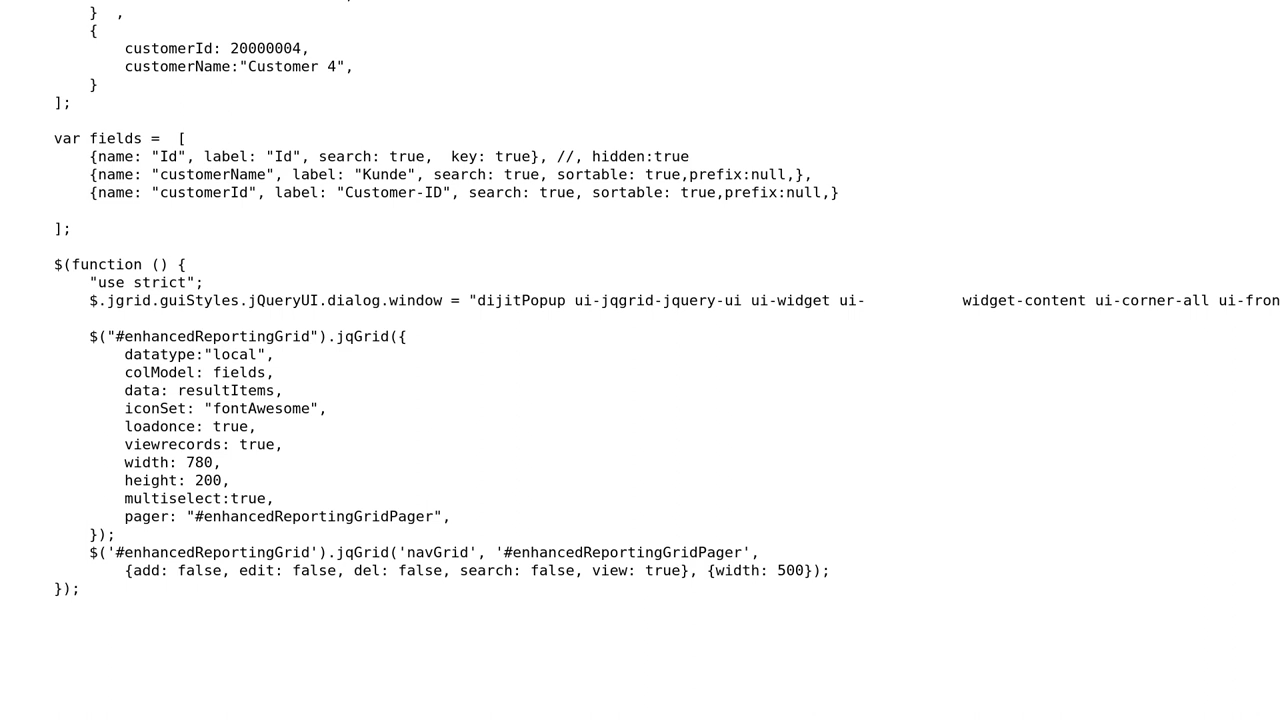 }  ,
{
customerId: 20000004,
customerName:"Customer 4",
}
];
var fields =  [
{name: "Id", label: "Id", search: true,  key: true}, //, hidden:true
{name: "customerName", label: "Kunde", search: true, sortable: true,prefix:null,},
{name: "customerId", label: "Customer-ID", search: true, sortable: true,prefix:null,}
];
$(function () {
"use strict";
$.jgrid.guiStyles.jQueryUI.dialog.window = "dijitPopup ui-jqgrid-jquery-ui ui-widget ui-           widget-content ui-corner-all ui-fron
$("#enhancedReportingGrid").jqGrid({
datatype:"local",
colModel: fields,
data: resultItems,
iconSet: "fontAwesome",
loadonce: true,
viewrecords: true,
width: 780,
height: 200,
multiselect:true,
pager: "#enhancedReportingGridPager",
});
$('#enhancedReportingGrid').jqGrid('navGrid', '#enhancedReportingGridPager',
{add: false, edit: false, del: false, search: false, view: true}, {width: 500});
});